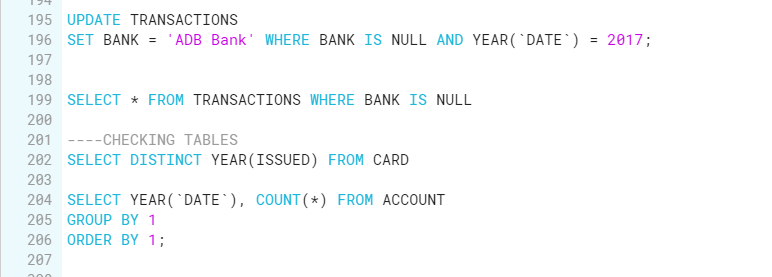 195 UPDATE TRANSACTIONS
196 SET BANK = 'ADB Bank' WHERE BANK IS NULL AND YEAR(`DATE`) = 2017;
197
198
199 SELECT * FROM TRANSACTIONS WHERE BANK IS NULL
200
201 ----CHECKING TABLES
202 SELECT DISTINCT YEAR(ISSUED) FROM CARD
203
204 SELECT YEAR(`DATE`), COUNT(*) FROM ACCOUNT
205 GROUP BY 1
206 ORDER BY 1;
207